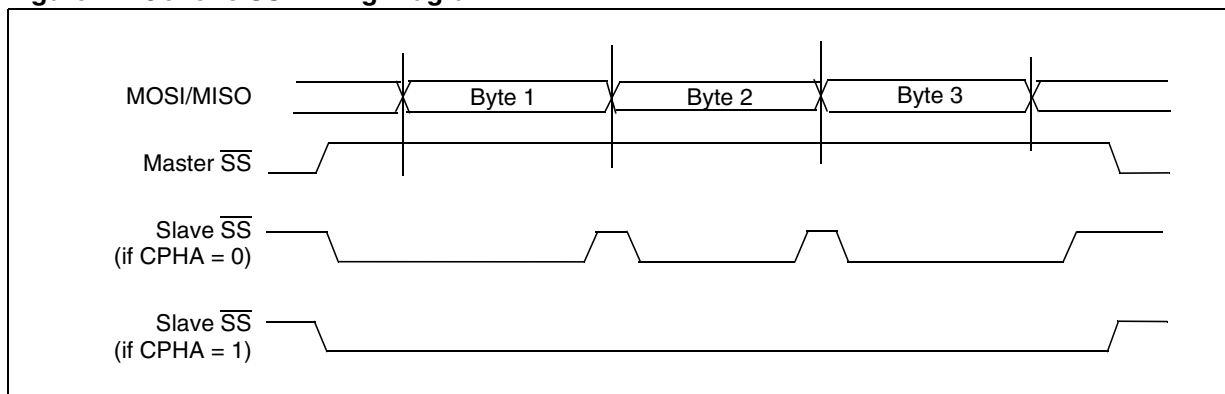 MOSI/MISO
Byte 1
Byte 2
Byte 3
Master SS
Slave SS
(if CPHA = 0)
Slave SS
(if CPHA = 1)